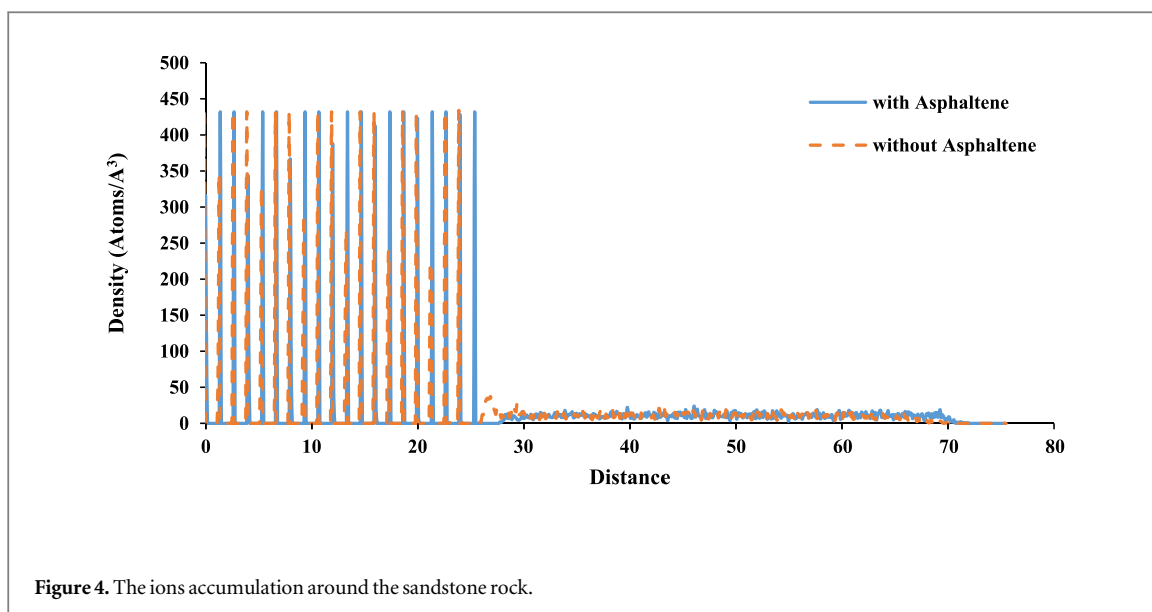 500
450
400
350
300
250
200
150
100
50
0
Density (Atoms/A³)
with Asphaltene
without Asphaltene
0 10 20 30 40 50 60 70 80
Distance
Figure 4. The ions accumulation around the sandstone rock.